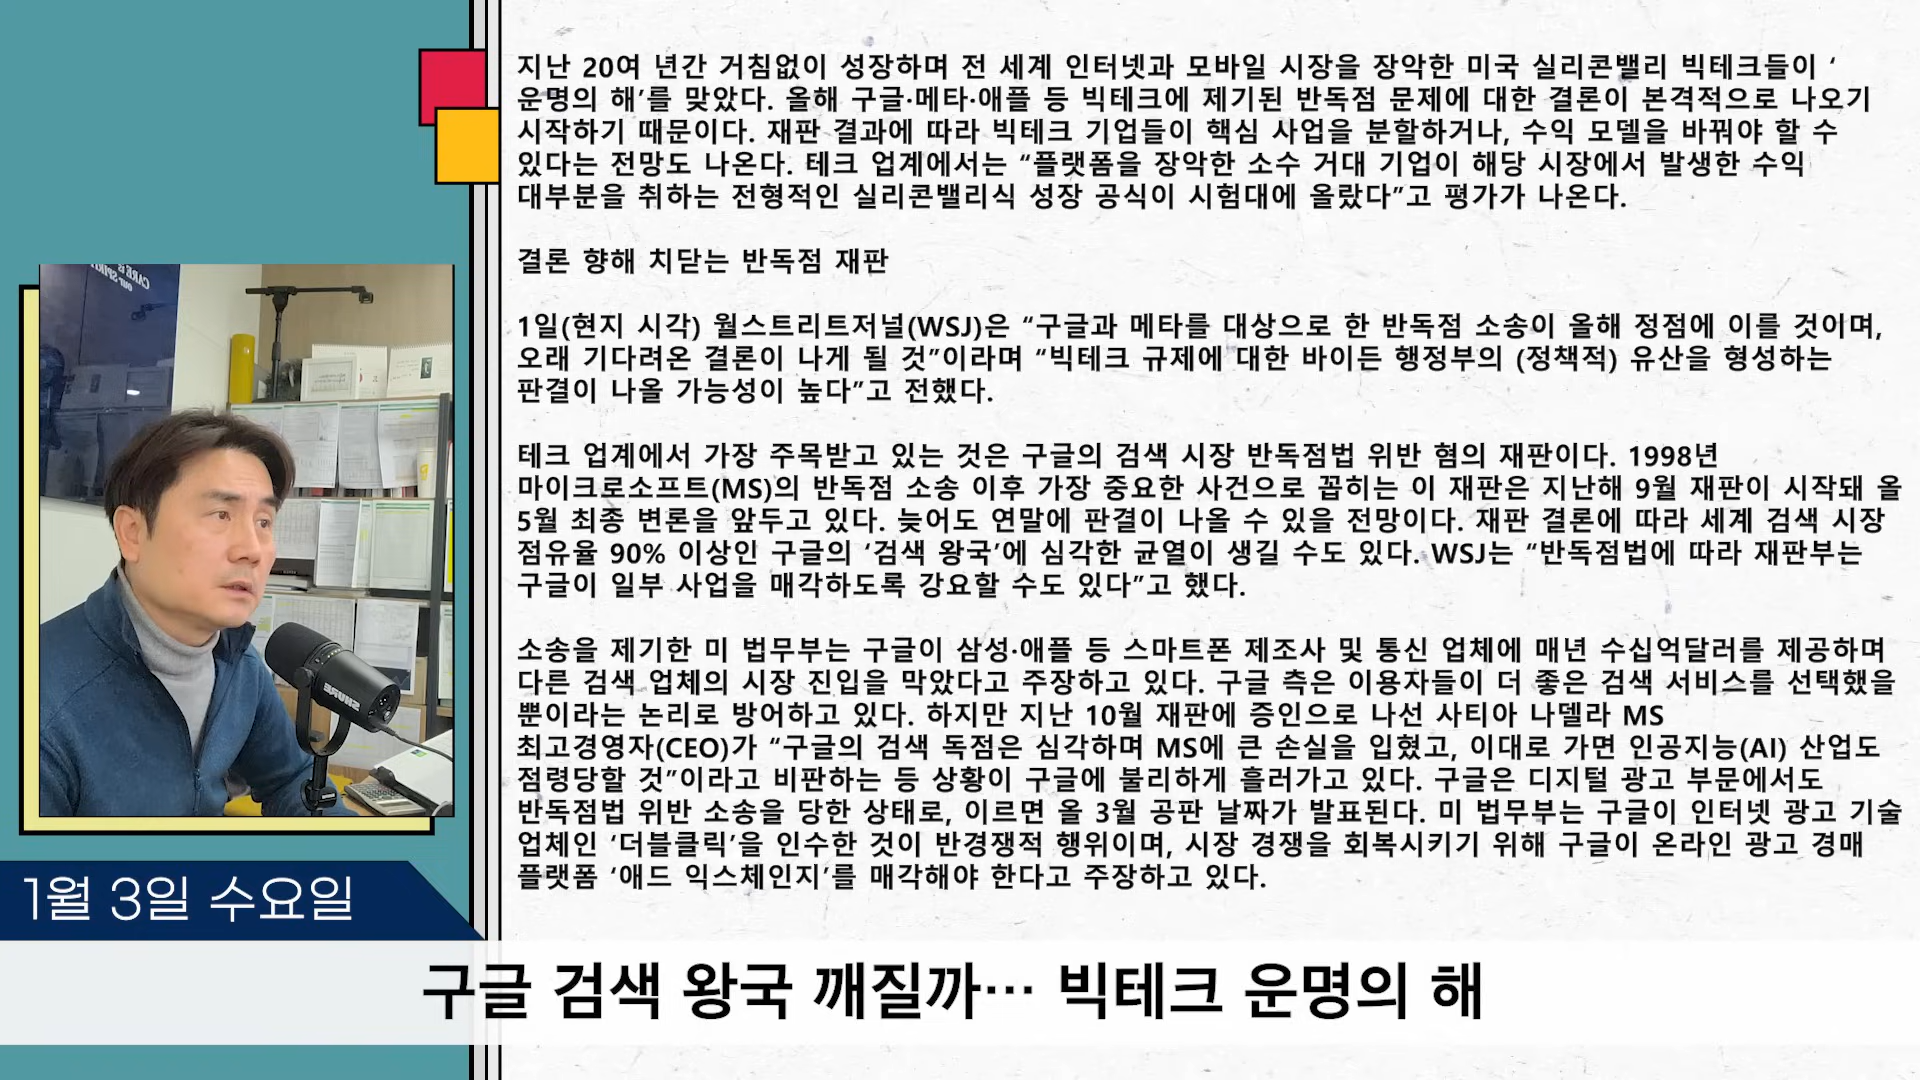 지난 20여 년간 거침없이 성장하며 전 세계 인터넷과 모바일 시장을 장악한 미국 실리콘밸리 빅테크들이 ‘
운명의 해’를 맞았다. 올해 구글·메타·애플 등 빅테크에 제기된 반독점 문제에 대한 결론이 본격적으로 나오기
시작하기 때문이다. 재판 결과에 따라 빅테크 기업들이 핵심 사업을 분할하거나, 수익 모델을 바꿔야 할 수
있다는 전망도 나온다. 테크 업계에서는 “플랫폼을 장악한 소수 거대 기업이 해당 시장에서 발생한 수익
대부분을 취하는 전형적인 실리콘밸리식 성장 공식이 시험대에 올랐다”고 평가가 나온다.
결론 향해 치닫는 반독점 재판
1일(현지 시각) 월스트리트저널(WSJ)은 “구글과 메타를 대상으로 한 반독점 소송이 올해 정점에 이를 것이며,
오래 기다려온 결론이 나게 될 것”이라며 “빅테크 규제에 대한 바이든 행정부의 (정책적) 유산을 형성하는
판결이 나올 가능성이 높다”고 전했다.
테크 업계에서 가장 주목받고 있는 것은 구글의 검색 시장 반독점법 위반 혐의 재판이다. 1998년
마이크로소프트(MS)의 반독점 소송 이후 가장 중요한 사건으로 꼽히는 이 재판은 지난해 9월 재판이 시작돼 올
5월 최종 변론을 앞두고 있다. 늦어도 연말에 판결이 나올 수 있을 전망이다. 재판 결론에 따라 세계 검색 시장
점유율 90% 이상인 구글의 ‘검색 왕국’에 심각한 균열이 생길 수도 있다. WSJ는 “반독점법에 따라 재판부는
구글이 일부 사업을 매각하도록 강요할 수도 있다”고 했다.
소송을 제기한 미 법무부는 구글이 삼성·애플 등 스마트폰 제조사 및 통신 업체에 매년 수십억달러를 제공하며
다른 검색 업체의 시장 진입을 막았다고 주장하고 있다. 구글 측은 이용자들이 더 좋은 검색 서비스를 선택했을
뿐이라는 논리로 방어하고 있다. 하지만 지난 10월 재판에 증인으로 나선 사티아 나델라 MS
최고경영자(CEO)가 “구글의 검색 독점은 심각하며 MS에 큰 손실을 입혔고, 이대로 가면 인공지능(AI) 산업도
점령당할 것”이라고 비판하는 등 상황이 구글에 불리하게 흘러가고 있다. 구글은 디지털 광고 부문에서도
반독점법 위반 소송을 당한 상태로, 이르면 올 3월 공판 날짜가 발표된다. 미 법무부는 구글이 인터넷 광고 기술
업체인 ‘더블클릭’을 인수한 것이 반경쟁적 행위이며, 시장 경쟁을 회복시키기 위해 구글이 온라인 광고 경매
플랫폼 ‘애드 익스체인지’를 매각해야 한다고 주장하고 있다.
SHURE
1월 3일 수요일
구글 검색 왕국 깨질까… 빅테크 운명의 해